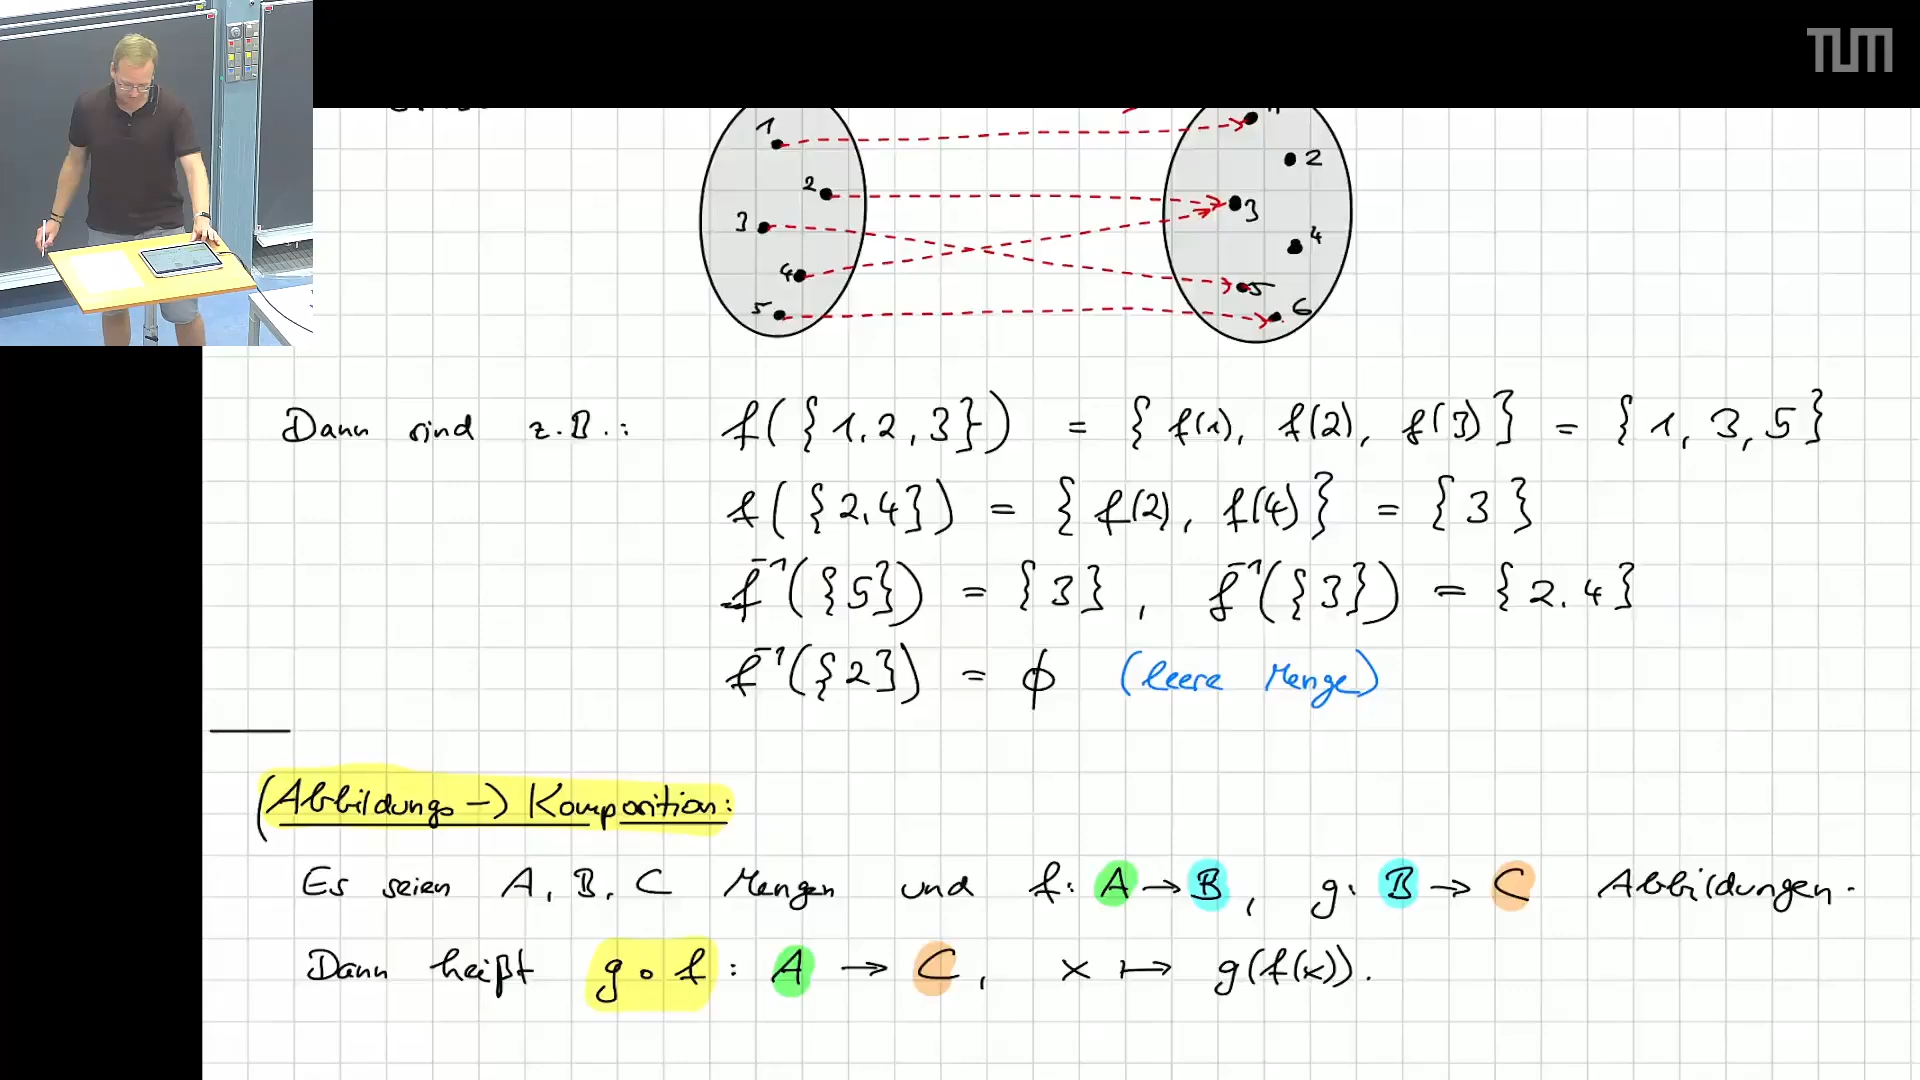 TUM
1
1
2
2
3
3
4
4
5
5
6
Dann sind z.B.: f({1,2,3}) = {f(1), f(2), f(3)} = {1, 3, 5}
f({2,4}) = {f(2), f(4)} = {3}
f⁻¹({5}) = {3}, f⁻¹({3}) = {2,4}
f⁻¹({2}) = ∅ (leere Menge)
(Abbildungs-) Komposition:
Es seien A, B, C Mengen und f: A → B, g: B → C Abbildungen.
Dann heißt g ∘ f : A → C, x ↦ g(f(x)).